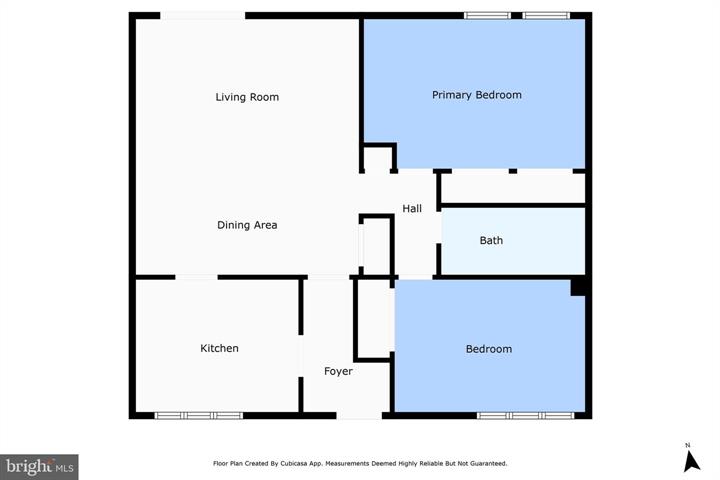 Living Room
Primary Bedroom
Hall
Dining Area
Bath
Kitchen
Bedroom
Foyer
N
Floor Plan Created By Cubicasa App. Measurements Deemed Highly Reliable But Not Guaranteed.
bright MLS